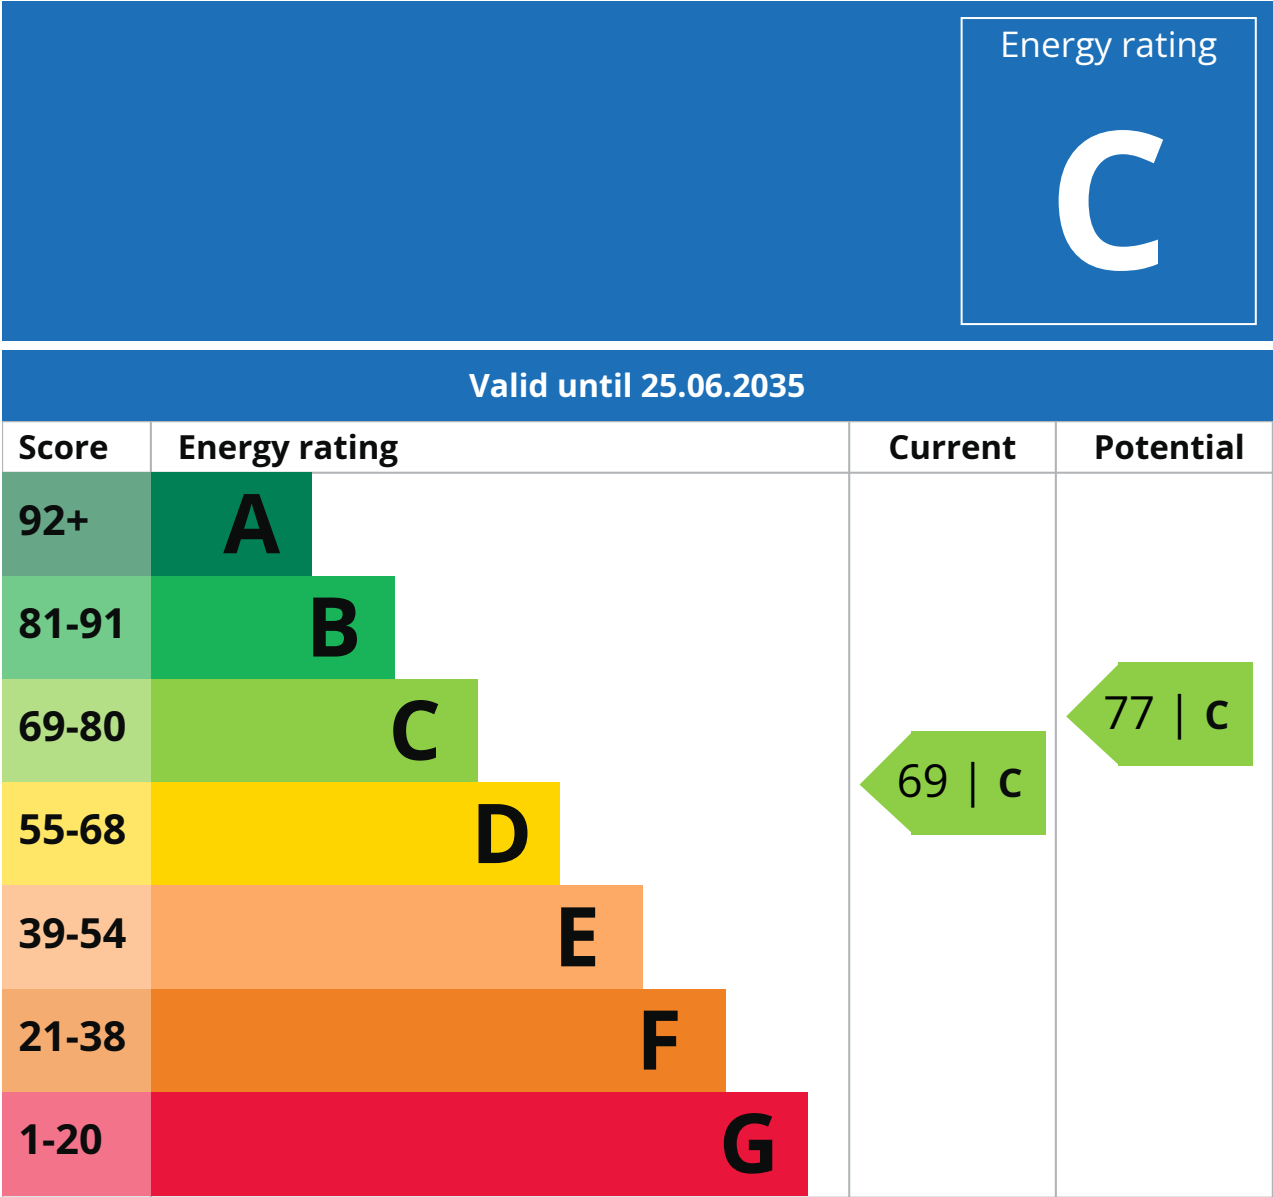 Energy rating
C
Valid until 25.06.2035
Score Energy rating Current Potential
92+ A
81-91 B
69-80 C
77 | C
69 | C
55-68 D
39-54 E
21-38 F
1-20 G